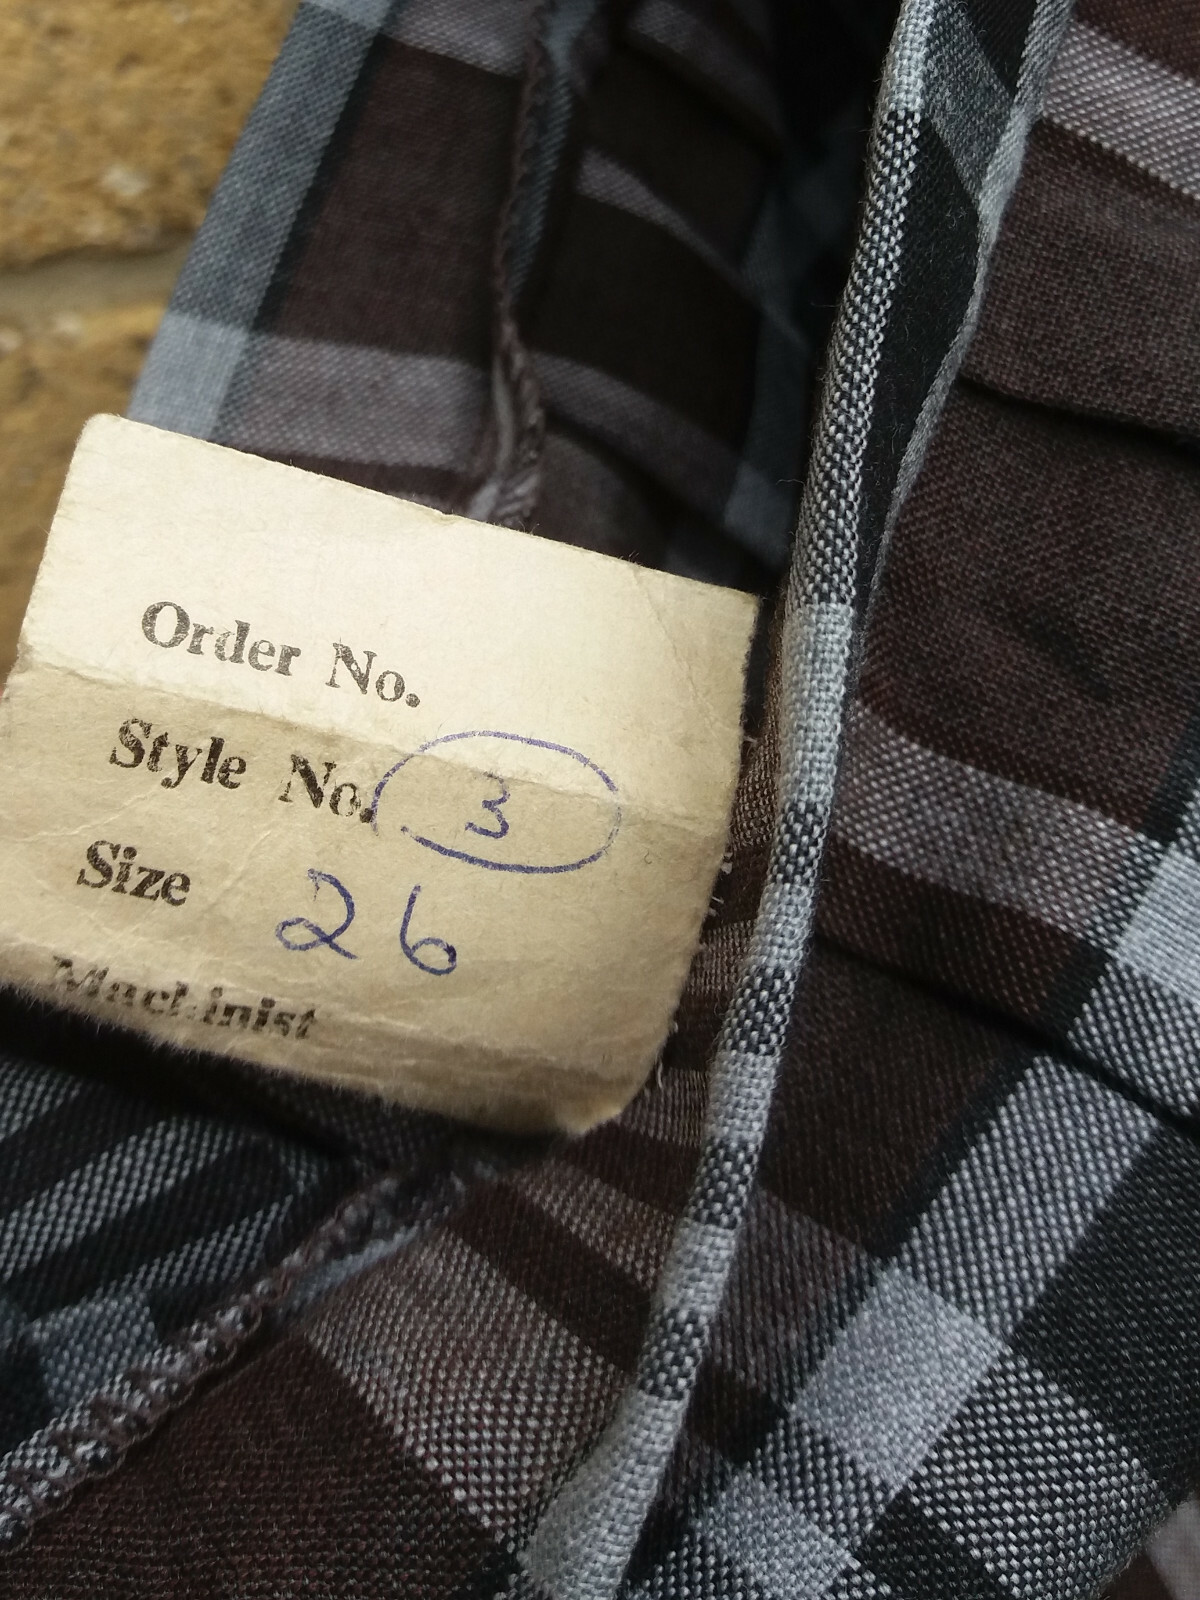 Order No.
Style No. 3
Size 26
Machinist